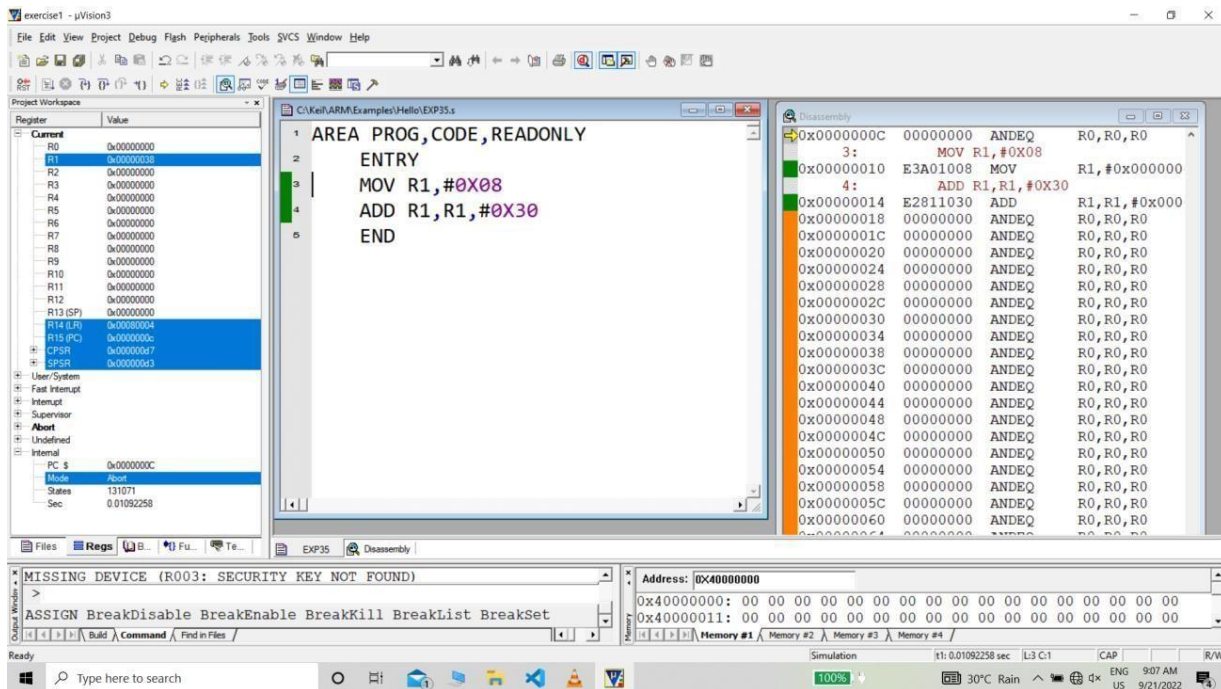 exercise1 - µVision3
File Edit View Project Debug Flash Peripherals Tools SVCS Window Help
Project Workspace
Register Value
Current
R0 0x00000000
R1 0x00000038
R2 0x00000000
R3 0x00000000
R4 0x00000000
R5 0x00000000
R6 0x00000000
R7 0x00000000
R8 0x00000000
R9 0x00000000
R10 0x00000000
R11 0x00000000
R12 0x00000000
R13 (SP) 0x00000000
R14 (LR) 0x00080004
R15 (PC) 0x0000000c
CPSR 0x000000d7
SPSR 0x000000d3
User/System
Fast Interrupt
Interrupt
Supervisor
Abort
Undefined
Internal
PC $ 0x0000000C
Mode Abort
States 131071
Sec 0.01092258
Files Regs B... Fu... Te...
C:\Keil\ARM\Examples\Hello\EXP35.s
1 AREA PROG,CODE,READONLY
2 ENTRY
3 MOV R1,#0X08
4 ADD R1,R1,#0X30
5 END
EXP35 Disassembly
Disassembly
0x0000000C 00000000 ANDEQ R0,R0,R0
3: MOV R1,#0X08
0x00000010 E3A01008 MOV R1,#0x000000
4: ADD R1,R1,#0X30
0x00000014 E2811030 ADD R1,R1,#0x000
0x00000018 00000000 ANDEQ R0,R0,R0
0x0000001C 00000000 ANDEQ R0,R0,R0
0x00000020 00000000 ANDEQ R0,R0,R0
0x00000024 00000000 ANDEQ R0,R0,R0
0x00000028 00000000 ANDEQ R0,R0,R0
0x0000002C 00000000 ANDEQ R0,R0,R0
0x00000030 00000000 ANDEQ R0,R0,R0
0x00000034 00000000 ANDEQ R0,R0,R0
0x00000038 00000000 ANDEQ R0,R0,R0
0x0000003C 00000000 ANDEQ R0,R0,R0
0x00000040 00000000 ANDEQ R0,R0,R0
0x00000044 00000000 ANDEQ R0,R0,R0
0x00000048 00000000 ANDEQ R0,R0,R0
0x0000004C 00000000 ANDEQ R0,R0,R0
0x00000050 00000000 ANDEQ R0,R0,R0
0x00000054 00000000 ANDEQ R0,R0,R0
0x00000058 00000000 ANDEQ R0,R0,R0
0x0000005C 00000000 ANDEQ R0,R0,R0
0x00000060 00000000 ANDEQ R0,R0,R0
Output Window
MISSING DEVICE (R003: SECURITY KEY NOT FOUND)
>
ASSIGN BreakDisable BreakEnable BreakKill BreakList BreakSet
Build Command Find in Files
Memory
Address: 0X40000000
0x40000000: 00 00 00 00 00 00 00 00 00 00 00 00 00 00 00 00 00
0x40000011: 00 00 00 00 00 00 00 00 00 00 00 00 00 00 00 00 00
Memory #1 Memory #2 Memory #3 Memory #4
Ready Simulation t1: 0.01092258 sec L:3 C:1 CAP R/W
Type here to search 100% 30°C Rain ENG US 9:07 AM 9/21/2022 4